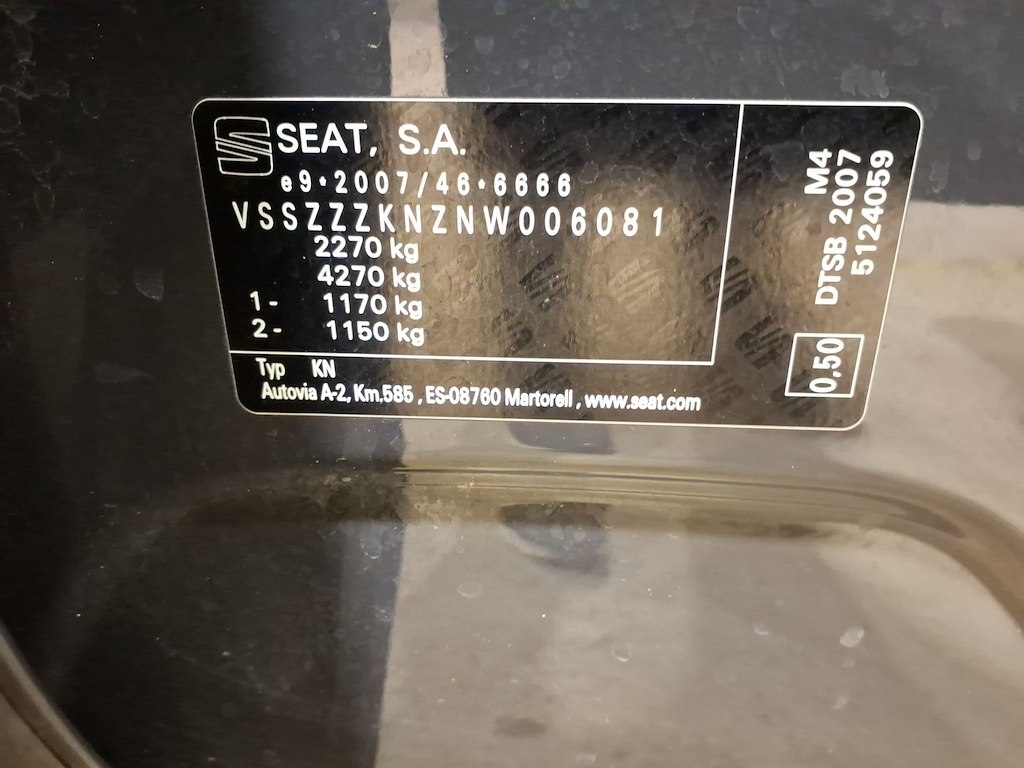 SEAT, S.A.
e9*2007/46*6666
VSSZZZKNZNW006081
2270 kg
4270 kg
1- 1170 kg
2- 1150 kg
Typ KN
Autovia A-2, Km.585 , ES-08760 Martorell , www.seat.com
M4
DTSB 2007
5124059
0.50